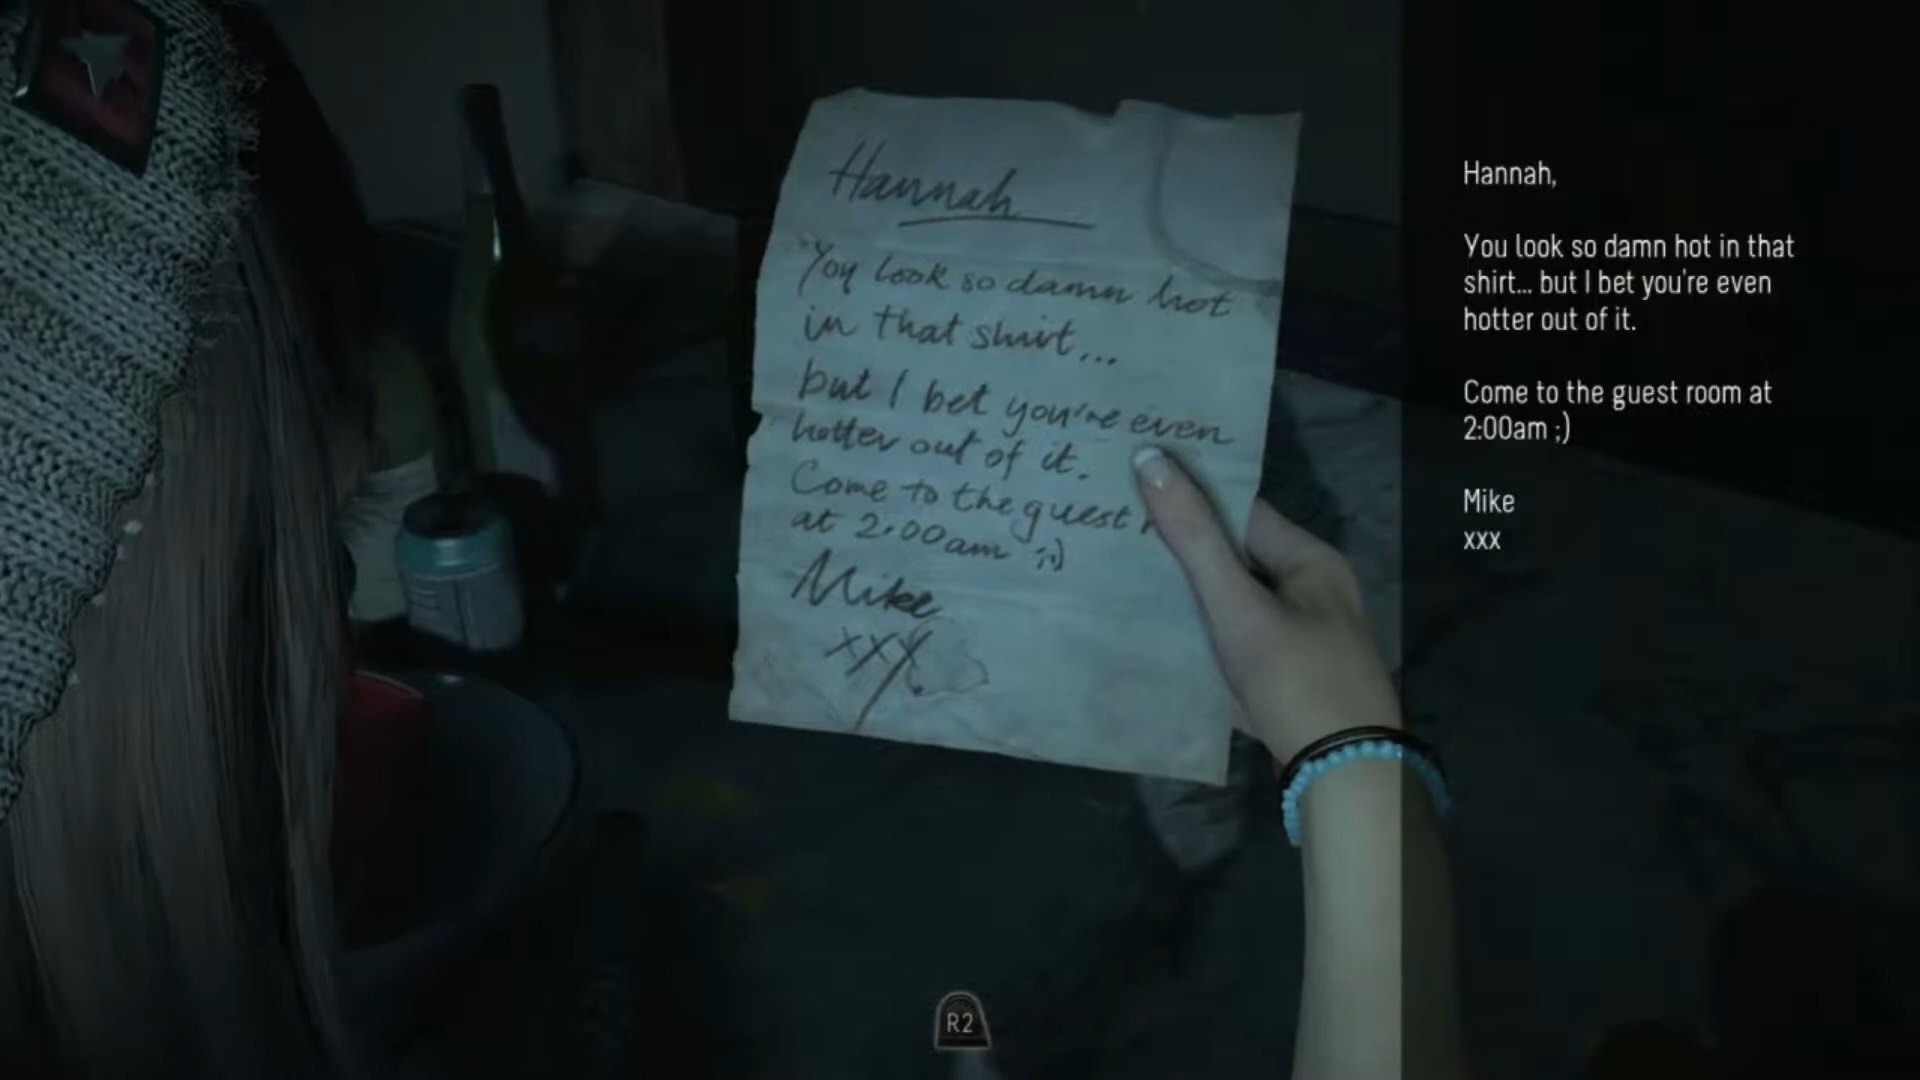 Hannah
You look so damn hot
in that shirt...
but I bet you're even
hotter out of it.
Come to the guest
at 2.00am ;)
Mike
xxx
Hannah,
You look so damn hot in that
shirt... but I bet you're even
hotter out of it.
Come to the guest room at
2:00am ;)
Mike
xxx
R2